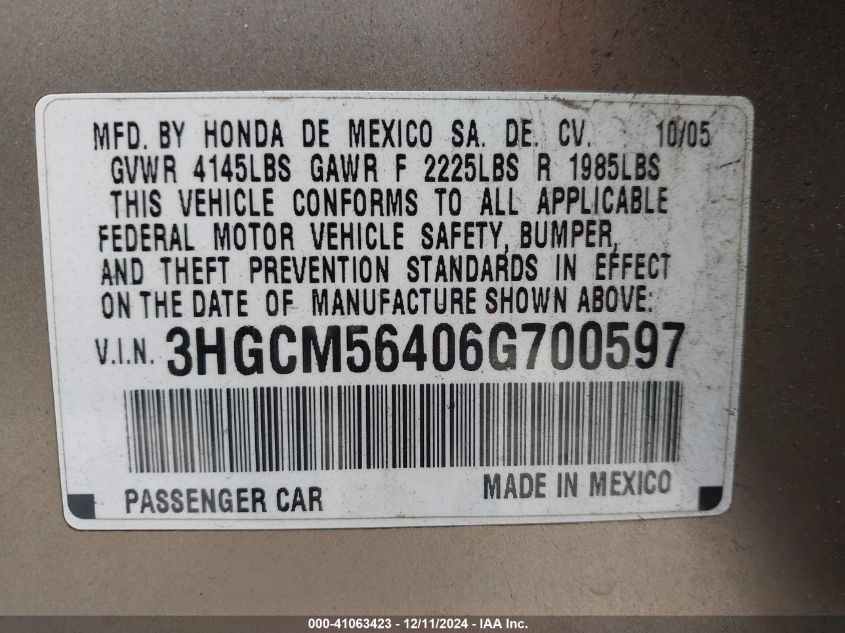 MFD. BY HONDA DE MEXICO SA. DE. CV. 10/05
GVWR 4145LBS GAWR F 2225LBS R 1985LBS
THIS VEHICLE CONFORMS TO ALL APPLICABLE
FEDERAL MOTOR VEHICLE SAFETY, BUMPER,
AND THEFT PREVENTION STANDARDS IN EFFECT
ON THE DATE OF MANUFACTURE SHOWN ABOVE:
V.I.N. 3HGCM56406G700597
PASSENGER CAR MADE IN MEXICO
000-41063423 - 12/11/2024 - IAA Inc.